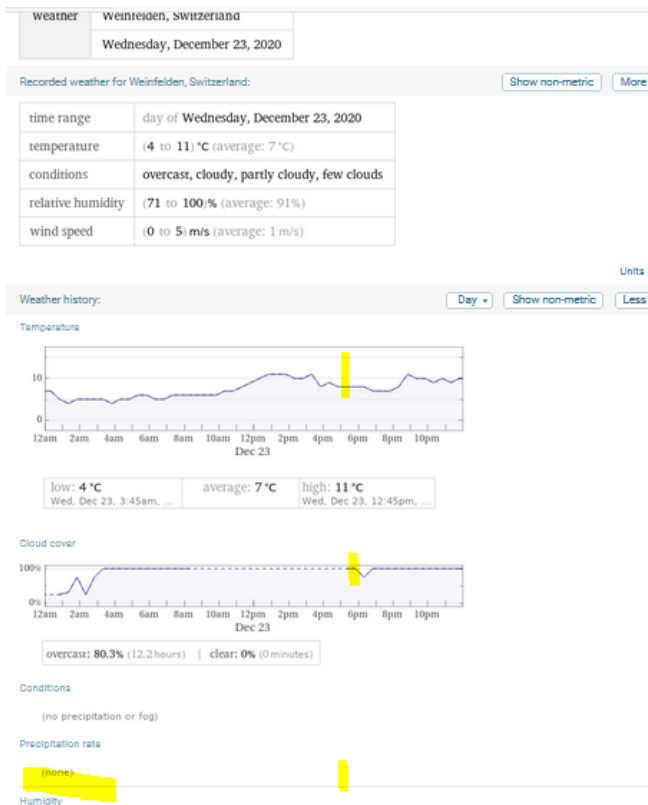 weather Weinfelden, Switzerland
Wednesday, December 23, 2020
Recorded weather for Weinfelden, Switzerland: Show non-metric More
time range day of Wednesday, December 23, 2020
temperature (4 to 11) °C (average: 7 °C)
conditions overcast, cloudy, partly cloudy, few clouds
relative humidity (71 to 100)% (average: 91%)
wind speed (0 to 5) m/s (average: 1 m/s)
Units
Weather history: Day Show non-metric Less
Temperature
10
0
12am 2am 4am 6am 8am 10am 12pm 2pm 4pm 6pm 8pm 10pm
Dec 23
low: 4 °C average: 7 °C high: 11 °C
Wed, Dec 23, 3:45am, ... Wed, Dec 23, 12:45pm, ...
Cloud cover
100%
0%
12am 2am 4am 6am 8am 10am 12pm 2pm 4pm 6pm 8pm 10pm
Dec 23
overcast: 80.3% (12.2 hours) | clear: 0% (0 minutes)
Conditions
(no precipitation or fog)
Precipitation rate
(none)
Humidity